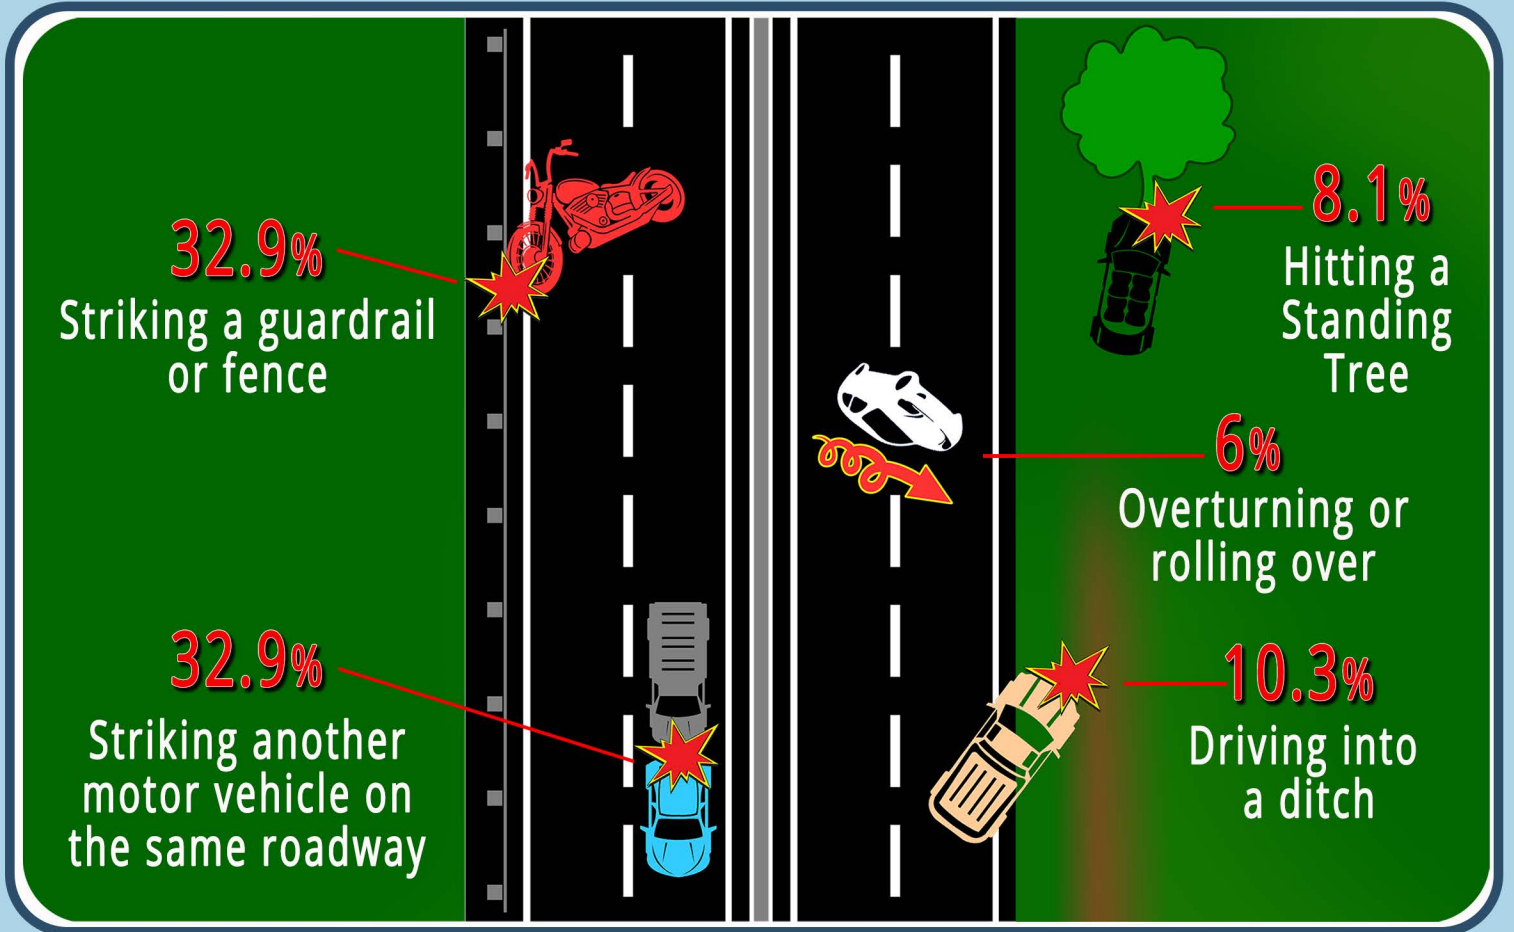 32.9%
Striking a guardrail
or fence
32.9%
Striking another
motor vehicle on
the same roadway
8.1%
Hitting a
Standing
Tree
6%
Overturning or
rolling over
10.3%
Driving into
a ditch